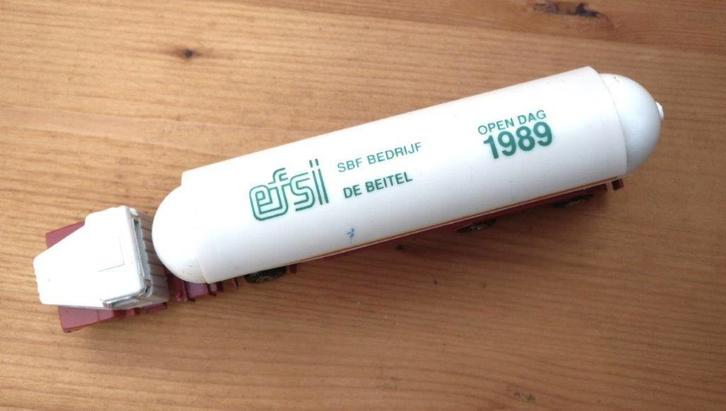 efsi
SBF BEDRIJF
DE BEITEL
OPEN DAG
1989